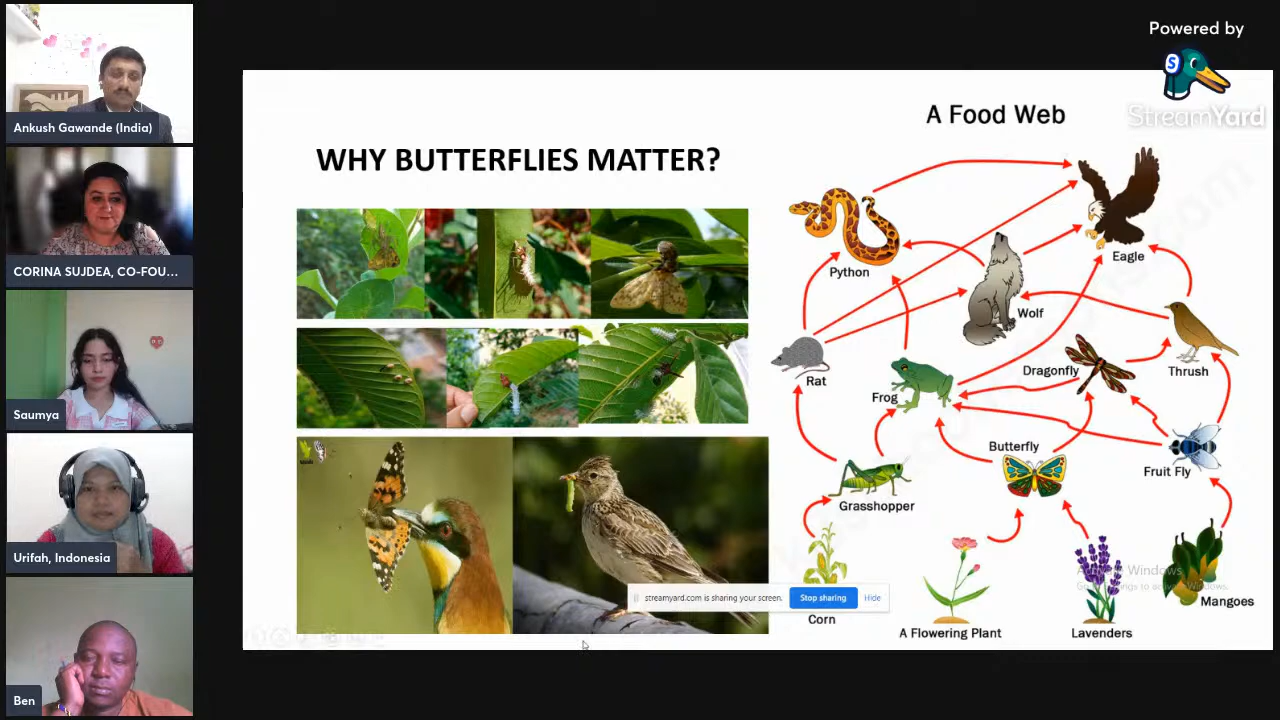 Powered by
StreamYard
Ankush Gawande (India)
CORINA SUJDEA, CO-FOU...
Saumya
Urifah, Indonesia
Ben
WHY BUTTERFLIES MATTER?
A Food Web
Python
Eagle
Wolf
Rat
Frog
Dragonfly
Thrush
Butterfly
Fruit Fly
Grasshopper
Corn
A Flowering Plant
Lavenders
Mangoes
streamyard.com is sharing your screen.
Stop sharing
Hide